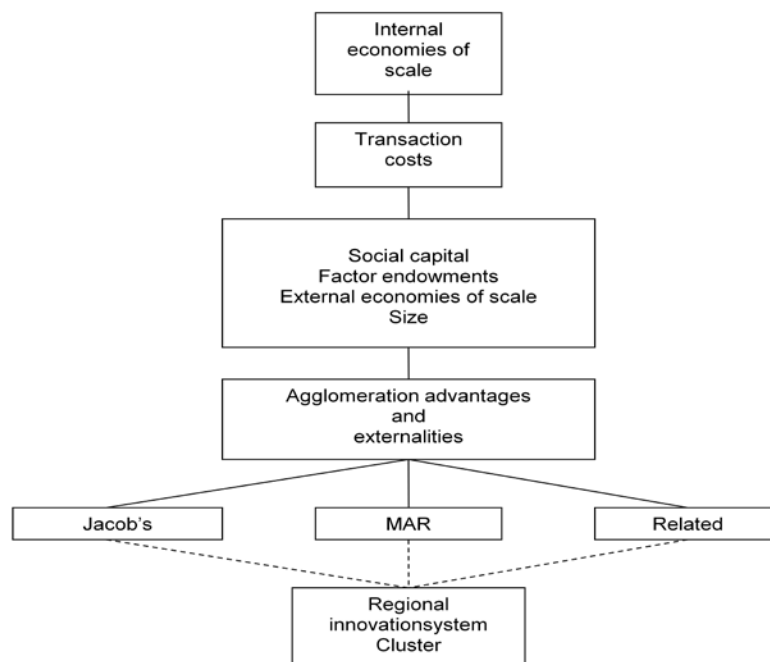 Internal
economies of
scale
Transaction
costs
Social capital
Factor endowments
External economies of scale
Size
Agglomeration advantages
and
externalities
Jacob's
MAR
Related
Regional
innovationsystem
Cluster